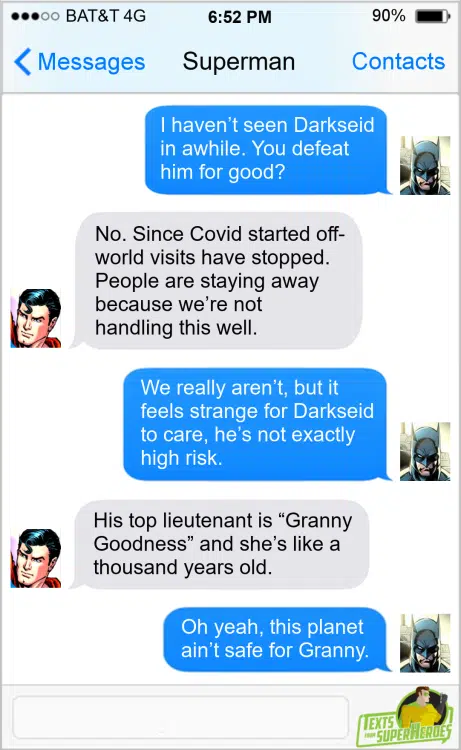 BAT&T 4G 6:52 PM 90%
Messages Superman Contacts
I haven’t seen Darkseid
in awhile. You defeat
him for good?
No. Since Covid started off-
world visits have stopped.
People are staying away
because we’re not
handling this well.
We really aren’t, but it
feels strange for Darkseid
to care, he’s not exactly
high risk.
His top lieutenant is “Granny
Goodness” and she’s like a
thousand years old.
Oh yeah, this planet
ain’t safe for Granny.
TEXTS
FROM SUPERHEROES